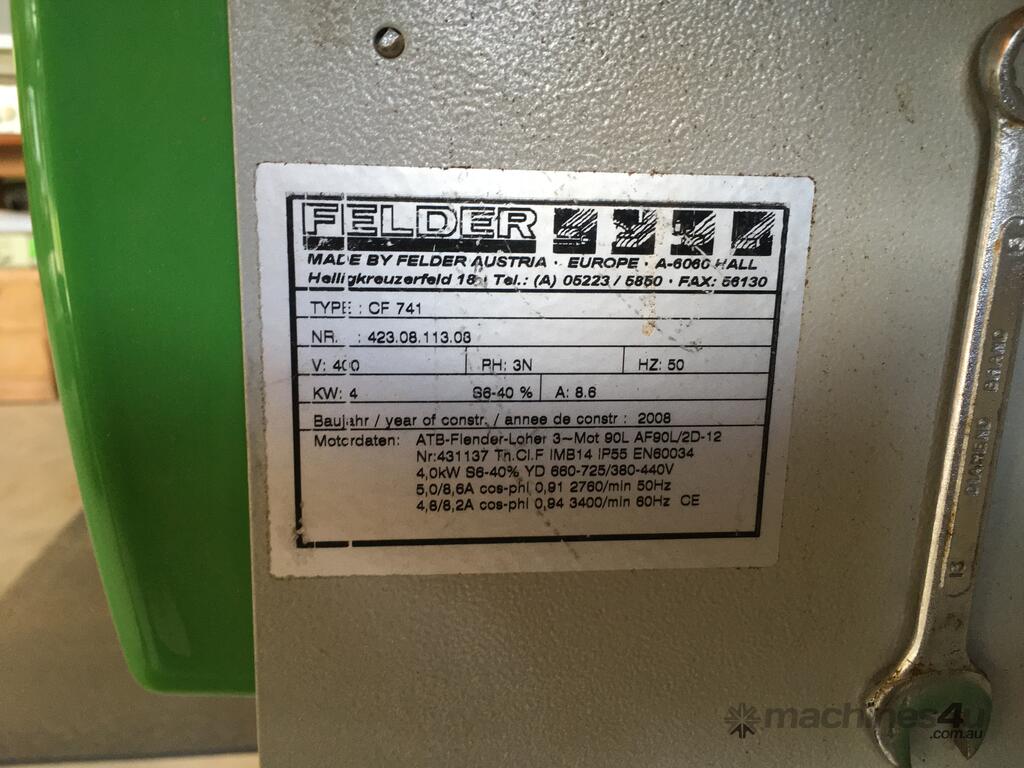 FELDER
MADE BY FELDER AUSTRIA · EUROPE · A-6060 HALL
Heiligkreuzerfeld 18 · Tel.: (A) 05223 / 5850 · FAX: 56130
TYPE : CF 741
NR. : 423.08.113.08
V: 400 PH: 3N HZ: 50
KW: 4 S6-40 % A: 8.6
Baujahr / year of constr. / annee de constr : 2008
Motordaten: ATB-Flender-Loher 3~Mot 90L AF90L/2D-12
Nr:431137 Th.Cl.F IMB14 IP55 EN60034
4,0kW S6-40% YD 660-725/380-440V
5,0/8,6A cos-phi 0,91 2760/min 50Hz
4,8/8,2A cos-phi 0,94 3400/min 60Hz CE
13
DIAMOND BRAND
13
machines4u
.com.au